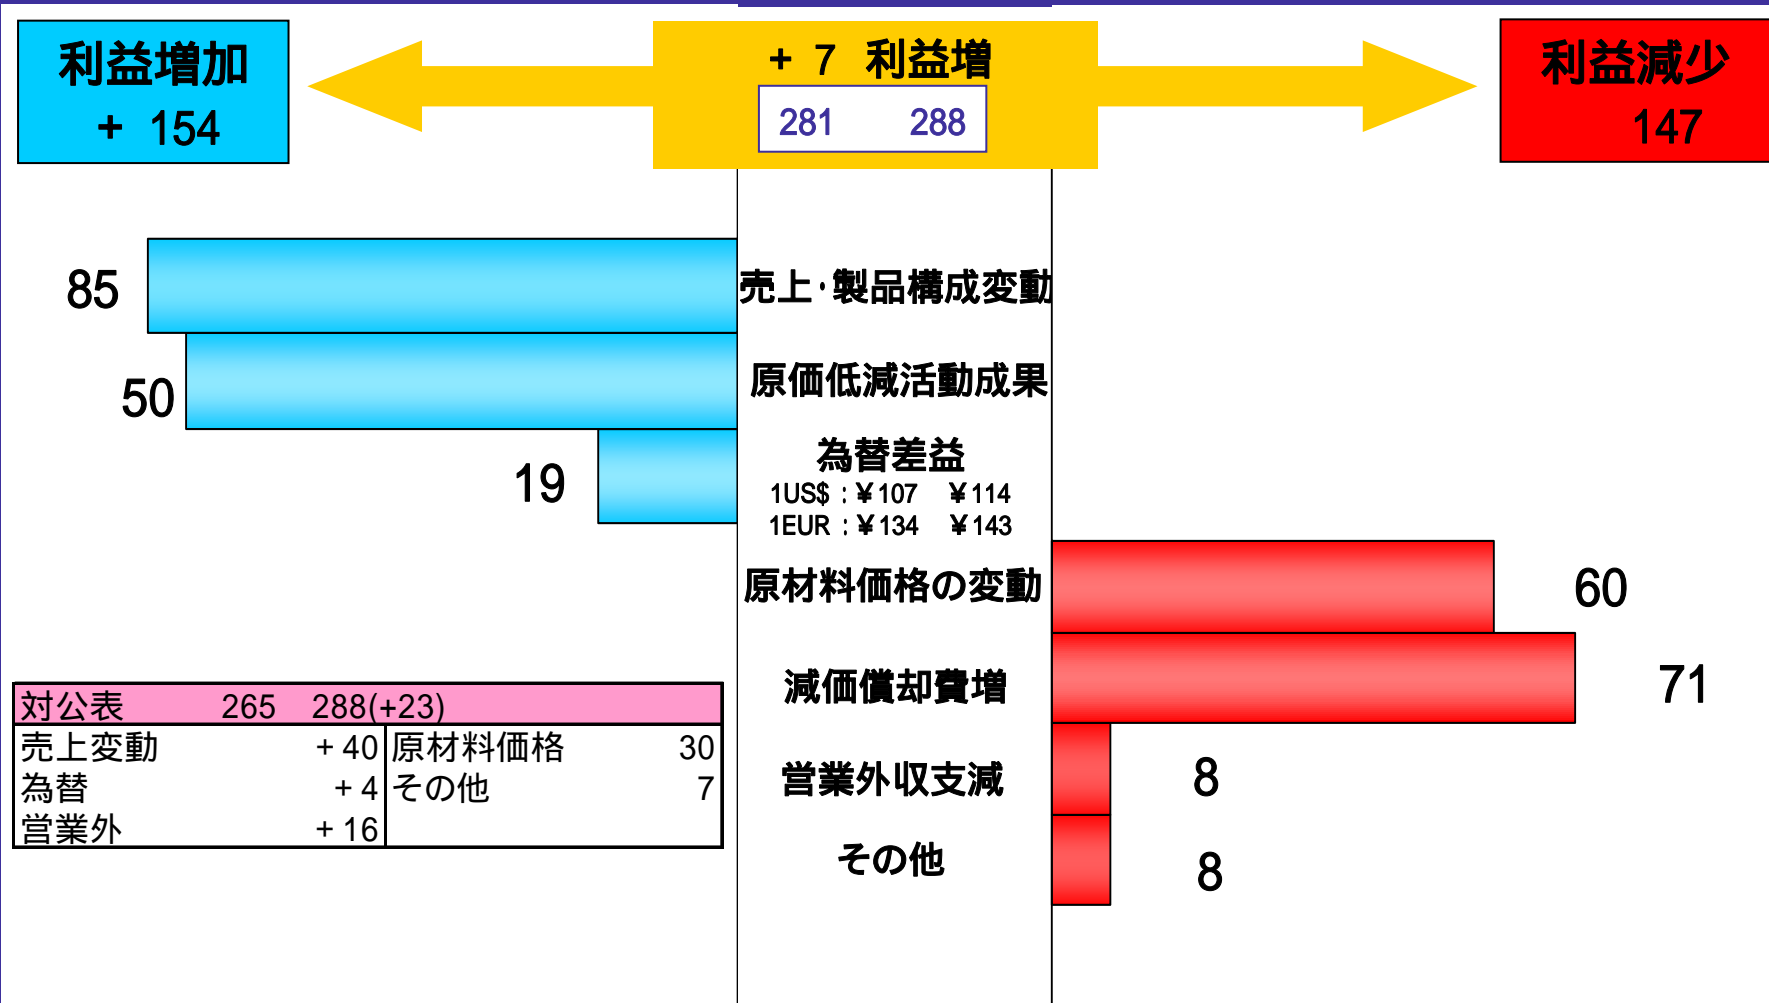 利益増加
+ 154
+ 7 利益増
281 288
利益減少
147
85
売上・製品構成変動
50
原価低減活動成果
19
為替差益
1US$ : ¥107 ¥114
1EUR : ¥134 ¥143
原材料価格の変動
60
減価償却費増
71
営業外収支減
8
その他
8
対公表 265 288(+23)
売上変動 + 40 原材料価格 30
為替 + 4 その他 7
営業外 + 16